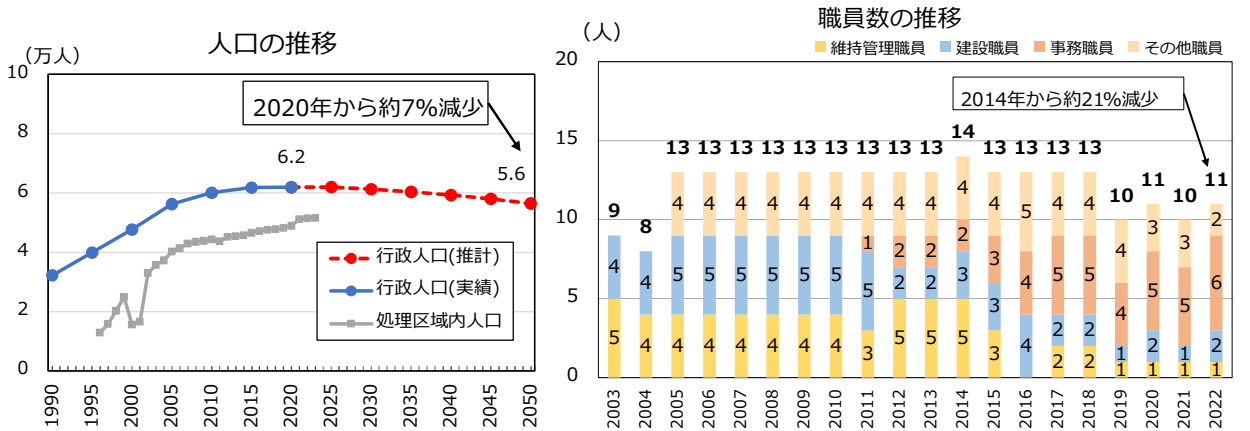 人口の推移
(万人)
10
8
6
4
2
0
2020年から約7%減少
6.2
5.6
行政人口(推計)
行政人口(実績)
処理区域内人口
1990 1995 2000 2005 2010 2015 2020 2025 2030 2035 2040 2045 2050
職員数の推移
(人)
維持管理職員 建設職員 事務職員 その他職員
20
15
10
5
0
2014年から約21%減少
9 8 13 13 13 13 13 13 13 13 13 14 13 13 13 13 10 11 10 11
4 4 4 4 4 4 4 4 4 4 4 5 4 4 4 3 3 2
1 2 2 2 3 4 5 5 4 5 5 6
4 4 5 5 5 5 5 5 5 2 2 3 3 4 2 2 1 2 1 2
5 4 4 4 4 4 4 4 3 5 5 5 3 2 2 1 1 1 1
2003 2004 2005 2006 2007 2008 2009 2010 2011 2012 2013 2014 2015 2016 2017 2018 2019 2020 2021 2022